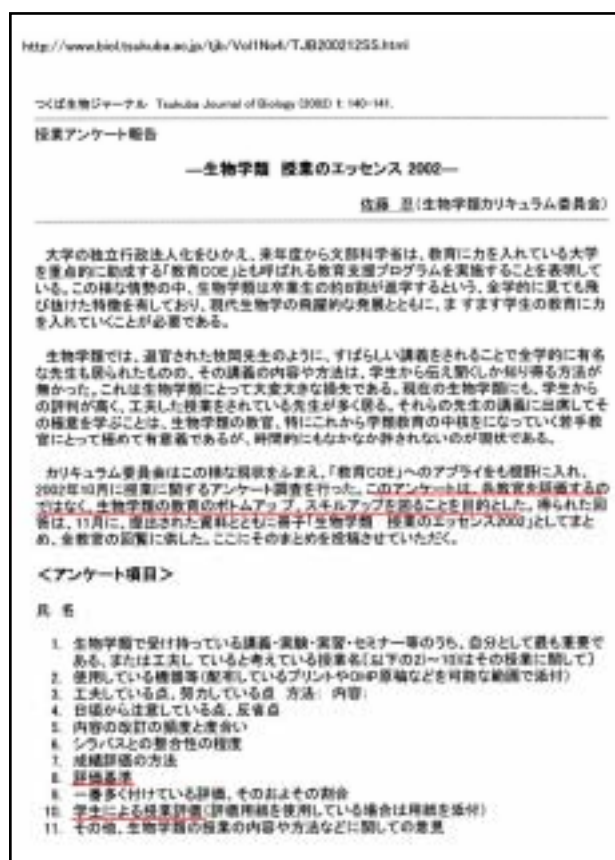 http://www.biol.tsukuba.ac.jp/tjb/Vol1No4/TJB200212SS.html
つくば生物ジャーナル Tsukuba Journal of Biology (2002) 1: 140-141.
授業アンケート報告
―生物学類 授業のエッセンス 2002―
佐藤 忍(生物学類カリキュラム委員会)
大学の独立行政法人化をひかえ、来年度から文部科学省は、教育に力を入れている大学
を重点的に助成する「教育COE」とも呼ばれる教育支援プログラムを実施することを表明して
いる。この様な情勢の中、生物学類は卒業生の約8割が進学するという、全学的に見ても飛
び抜けた特徴を有しており、現代生物学の飛躍的な発展とともに、ますます学生の教育に力
を入れていくことが必要である。
生物学類では、退官された牧岡先生のように、すばらしい講義をされることで全学的に有名
な先生も居られたものの、その講義の内容や方法は、学生から伝え聞くしか知り得る方法が
無かった。これは生物学類にとって大変大きな損失である。現在の生物学類にも、学生から
の評判が高く、工夫した授業をされている先生が多く居る。それらの先生の講義に出席してそ
の極意を学ぶことは、生物学類の教官、特にこれから学類教育の中核をになっていく若手教
官にとって極めて有意義であるが、時間的にもなかなか許されないのが現状である。
カリキュラム委員会はこの様な現状をふまえ、「教育COE」へのアプライをも視野に入れ、
2002年10月に授業に関するアンケート調査を行った。このアンケートは、各教官を評価するの
ではなく、生物学類の教育のボトムアップ、スキルアップを図ることを目的とした。得られた回
答は、11月に、提出された資料とともに冊子「生物学類 授業のエッセンス2002」としてまと
め、全教官の回覧に供した。ここにそのまとめを投稿させていただく。
<アンケート項目>
氏 名
1. 生物学類で受け持っている講義・実験・実習・セミナー等のうち、自分として最も重要で
ある、または工夫していると考えている授業名[以下の2)~10)はその授業に関して]
2. 使用している機器等(配布しているプリントやOHP原稿などを可能な範囲で添付)
3. 工夫している点、努力している点 方法: 内容:
4. 日頃から注意している点、反省点
5. 内容の改訂の頻度と度合い
6. シラバスとの整合性の程度
7. 成績評価の方法
8. 評価基準
9. 一番多く付けている評価、そのおよその割合
10. 学生による授業評価(評価用紙を使用している場合は用紙を添付)
11. その他、生物学類の授業の内容や方法などに関しての意見